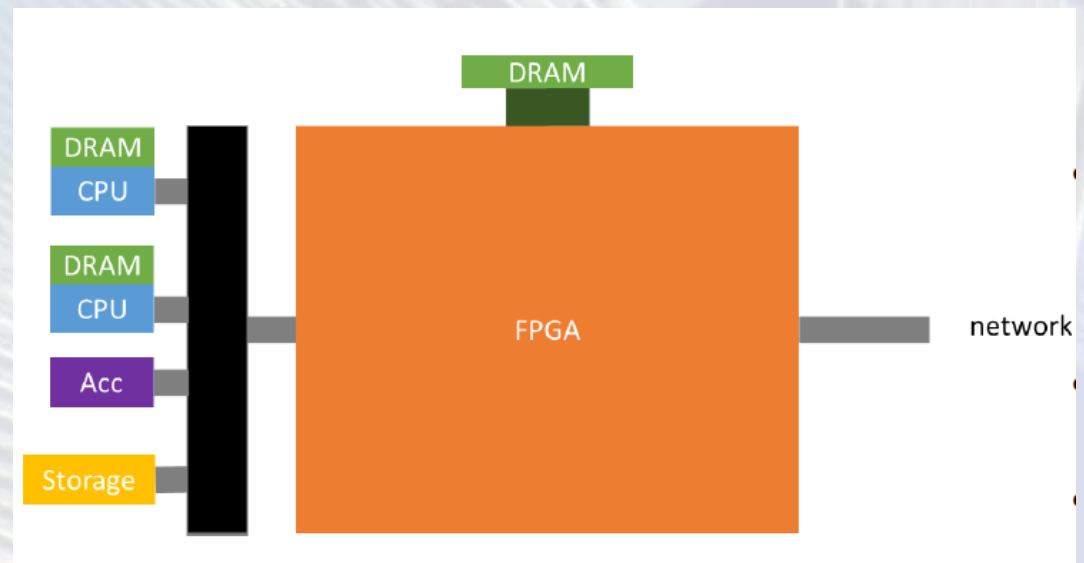 DRAM
DRAM
CPU
DRAM
CPU
FPGA
network
Acc
Storage